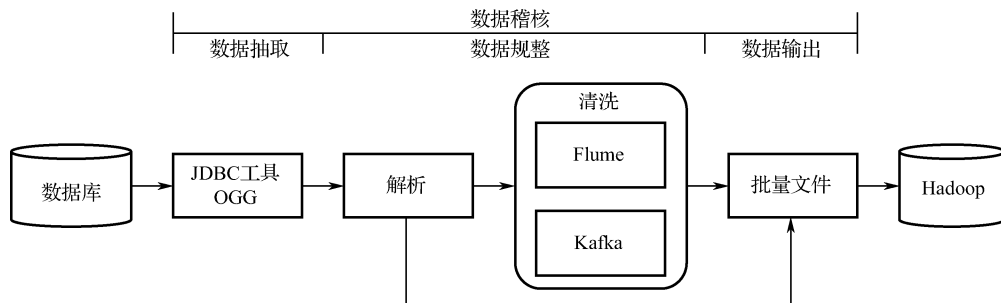 数据稽核
数据抽取
数据规整
数据输出
清洗
数据库
JDBC工具
OGG
解析
Flume
Kafka
批量文件
Hadoop